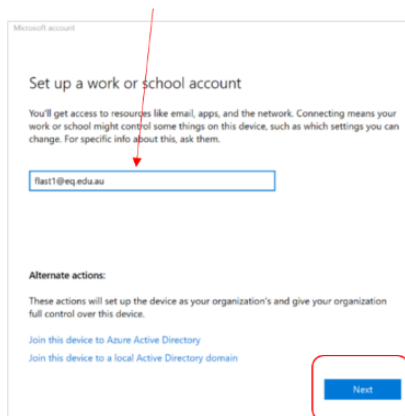 Microsoft account
Set up a work or school account
You'll get access to resources like email, apps, and the network. Connecting means your
work or school might control some things on this device, such as which settings you can
change. For specific info about this, ask them.
flast1@eq.edu.au
Alternate actions:
These actions will set up the device as your organization's and give your organization
full control over this device.
Join this device to Azure Active Directory
Join this device to a local Active Directory domain
Next